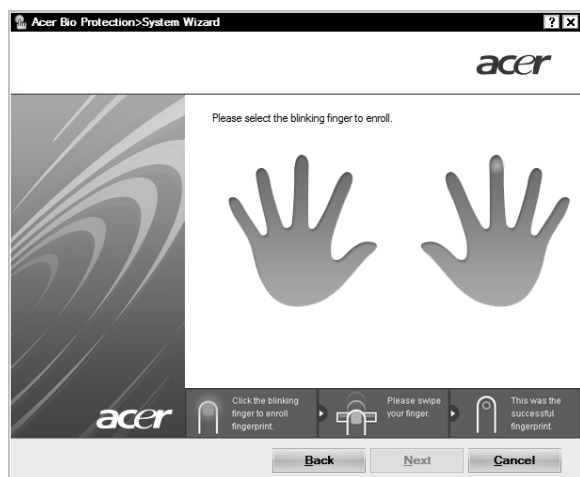 Acer Bio Protection>System Wizard
acer
Please select the blinking finger to enroll.
acer
Click the blinking
finger to enroll
fingerprint.
Please swipe
your finger.
This was the
successful
fingerprint.
Back
Next
Cancel